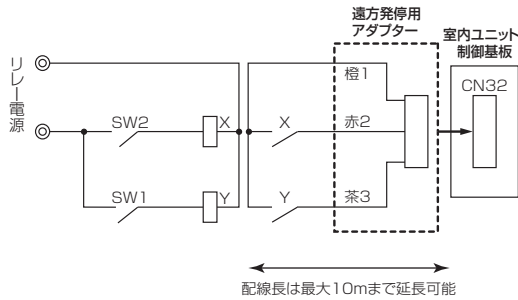 遠方発停用
アダプター
室内ユニット
制御基板
リレー電源
橙1
CN32
SW2
X
X
赤2
SW1
Y
Y
茶3
配線長は最大10mまで延長可能